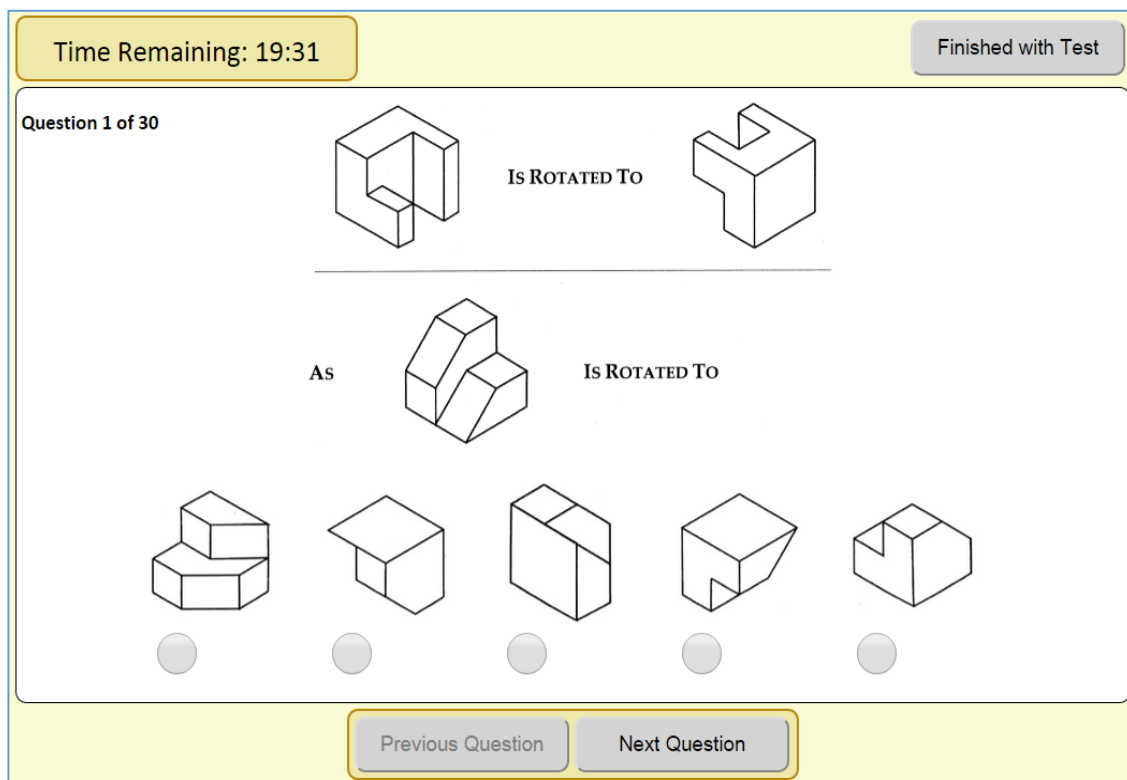 Time Remaining: 19:31
Finished with Test
Question 1 of 30
IS ROTATED TO
AS
IS ROTATED TO
Previous Question
Next Question